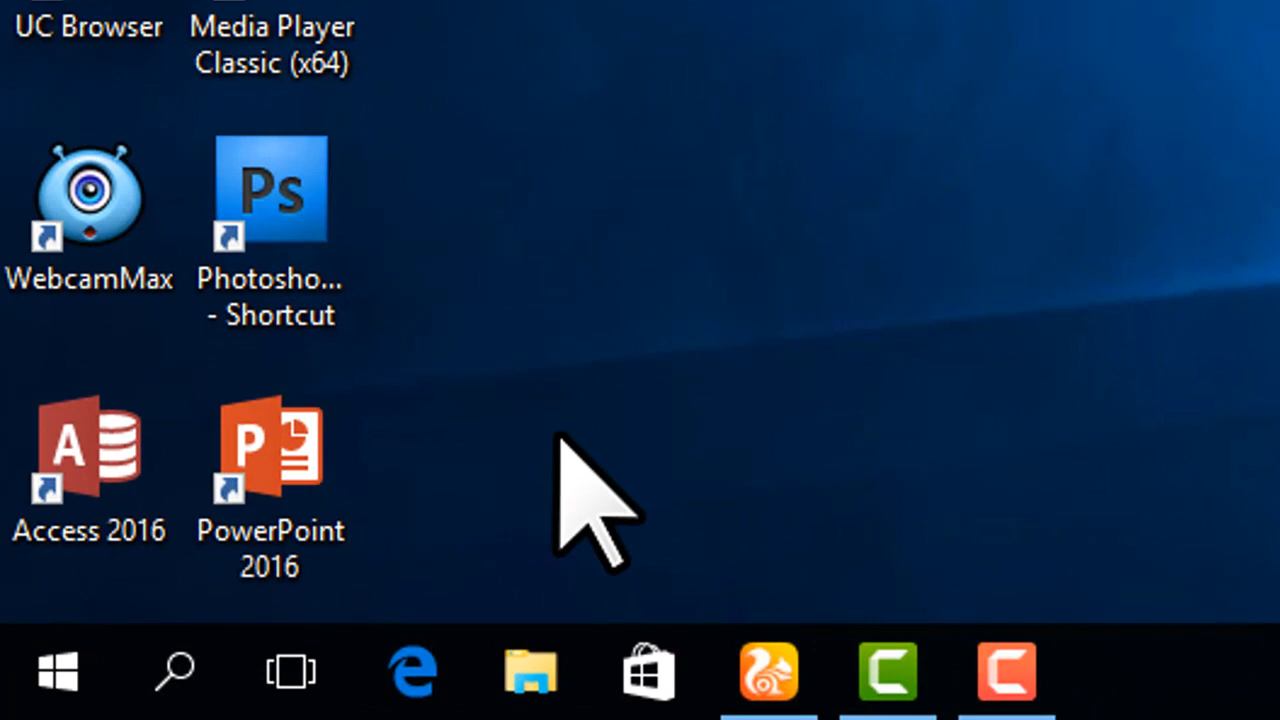 UC Browser
Media Player
Classic (x64)
WebcamMax
Ps
Photosho...
- Shortcut
A
Access 2016
P
PowerPoint
2016